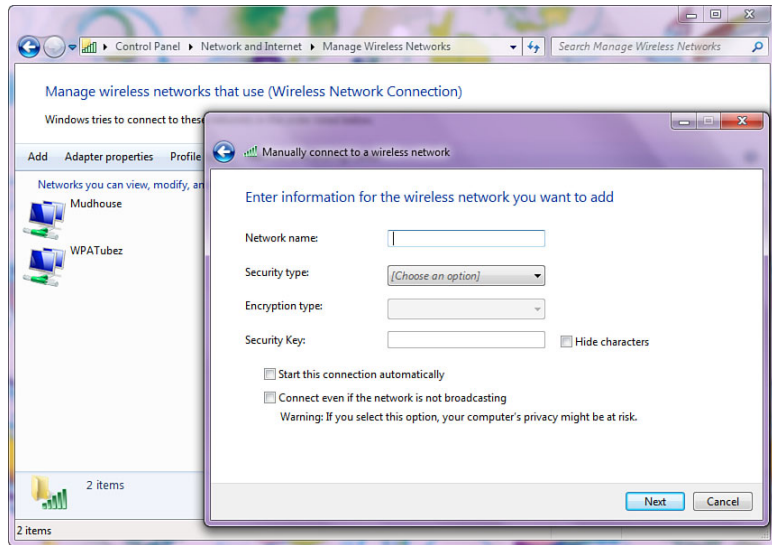 Control Panel Network and Internet Manage Wireless Networks
Search Manage Wireless Networks
Manage wireless networks that use (Wireless Network Connection)
Windows tries to connect to these
Add Adapter properties Profile
Networks you can view, modify, an
Mudhouse
WPATubez
2 items
2 items
Manually connect to a wireless network
Enter information for the wireless network you want to add
Network name:
Security type: [Choose an option]
Encryption type:
Security Key: Hide characters
Start this connection automatically
Connect even if the network is not broadcasting
Warning: If you select this option, your computer's privacy might be at risk.
Next Cancel